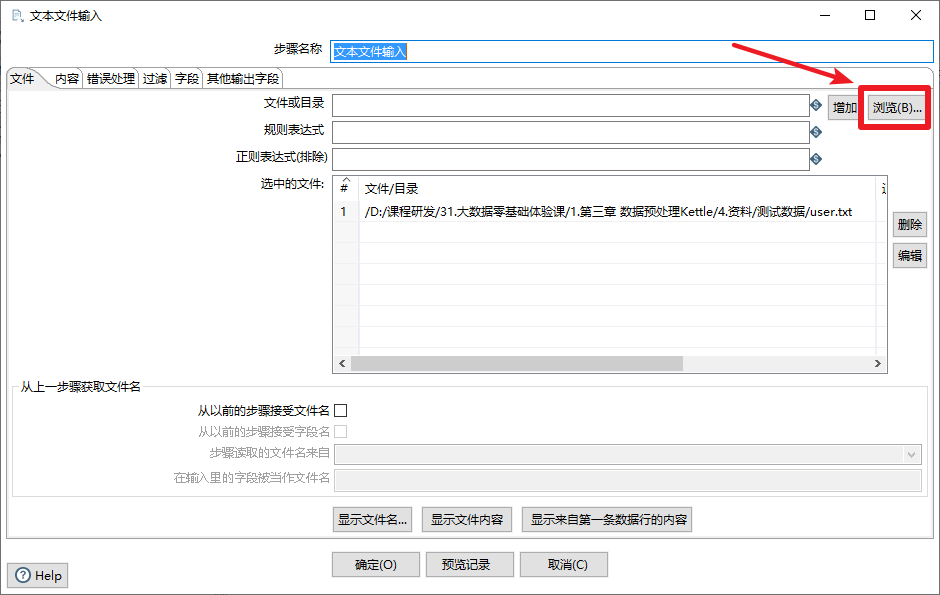 文本文件输入
步骤名称 文本文件输入
文件 内容 错误处理 过滤 字段 其他输出字段
文件或目录 增加 浏览(B)...
规则表达式
正则表达式(排除)
选中的文件:
# 文件/目录
1 /D:/课程研发/31.大数据零基础体验课/1.第三章 数据预处理Kettle/4.资料/测试数据/user.txt
删除
编辑
从上一步骤获取文件名
从以前的步骤接受文件名
从以前的步骤接受字段名
步骤读取的文件名来自
在输入里的字段被当作文件名
显示文件名... 显示文件内容 显示来自第一条数据行的内容
确定(O) 预览记录 取消(C)
Help